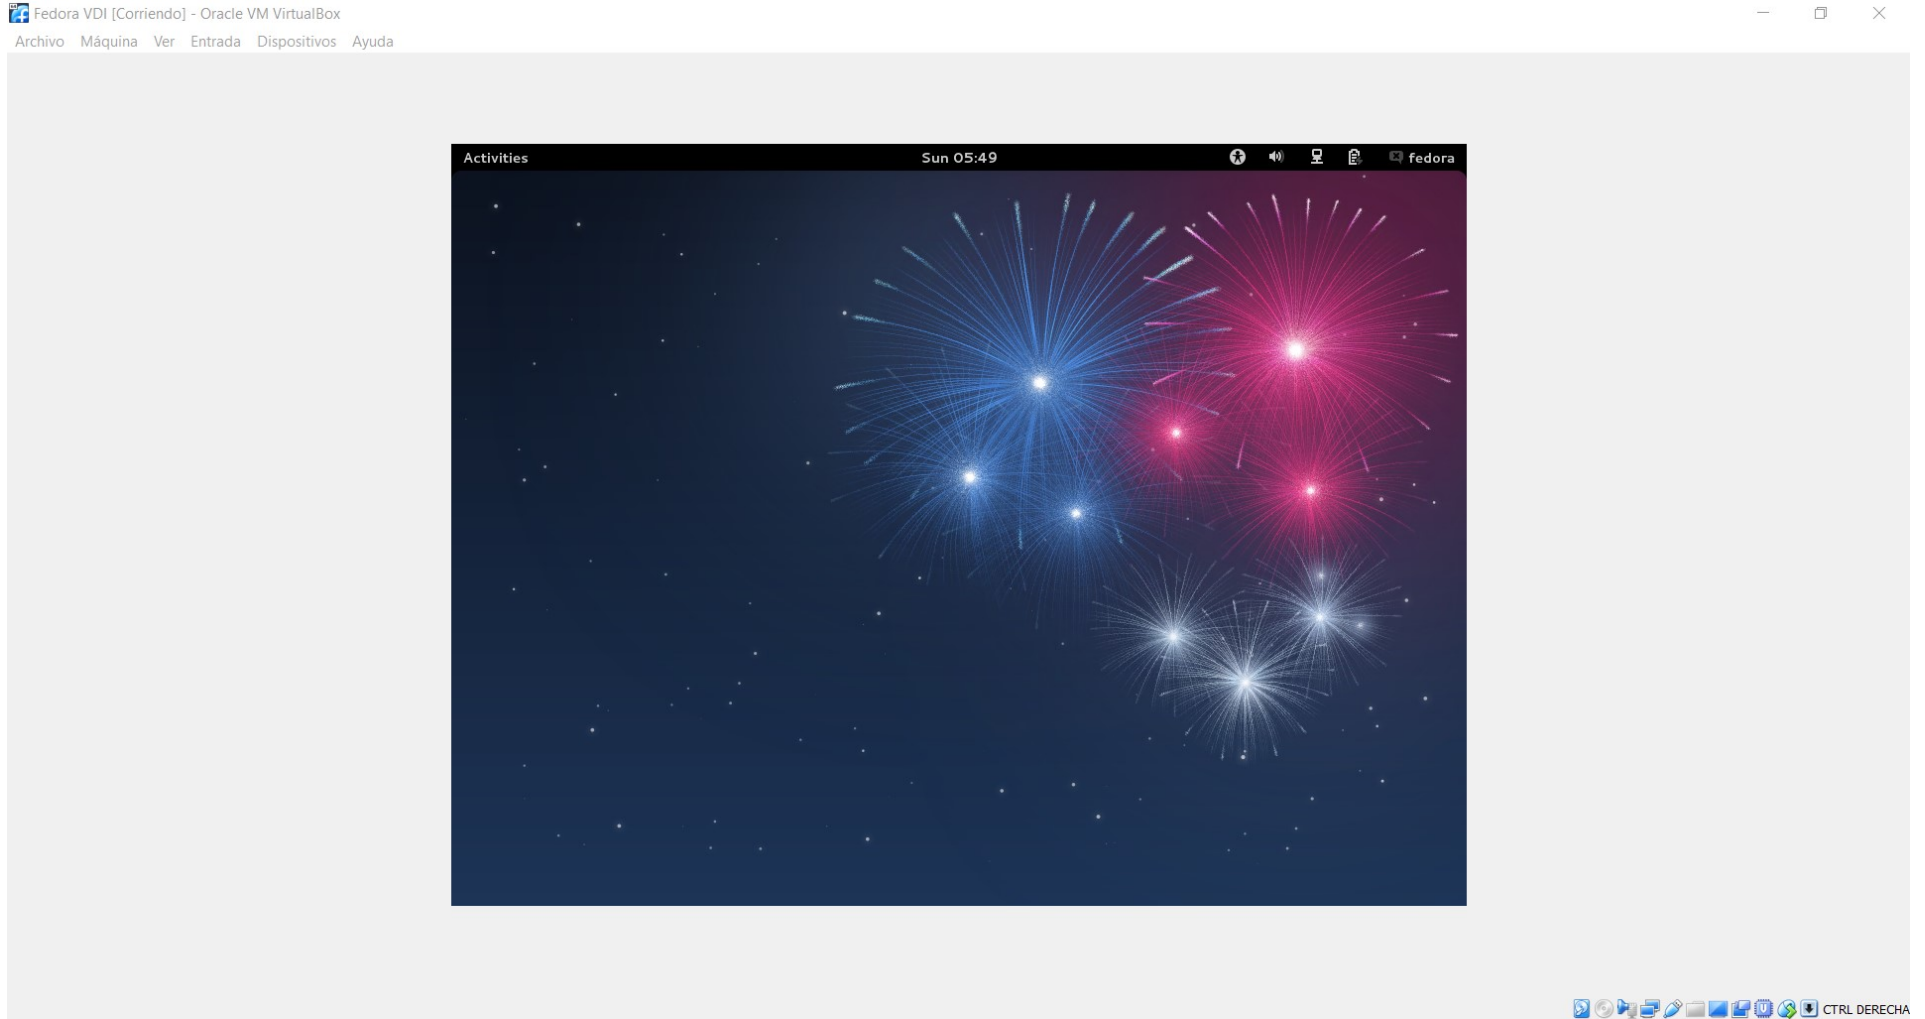 Fedora VDI [Corriendo] - Oracle VM VirtualBox
Archivo Máquina Ver Entrada Dispositivos Ayuda
Activities Sun 05:49 fedora
CTRL DERECHA